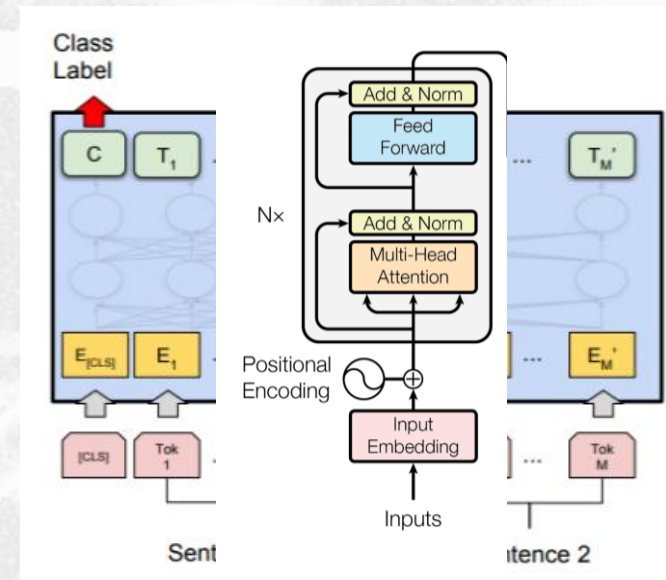 Class
Label
C
T1
...
TM'
Add & Norm
Feed
Forward
Nx
Add & Norm
Multi-Head
Attention
E[CLS]
E1
...
EM'
Positional
Encoding
Input
Embedding
[CLS]
Tok
1
...
Tok
M
Inputs
Sent
tence 2